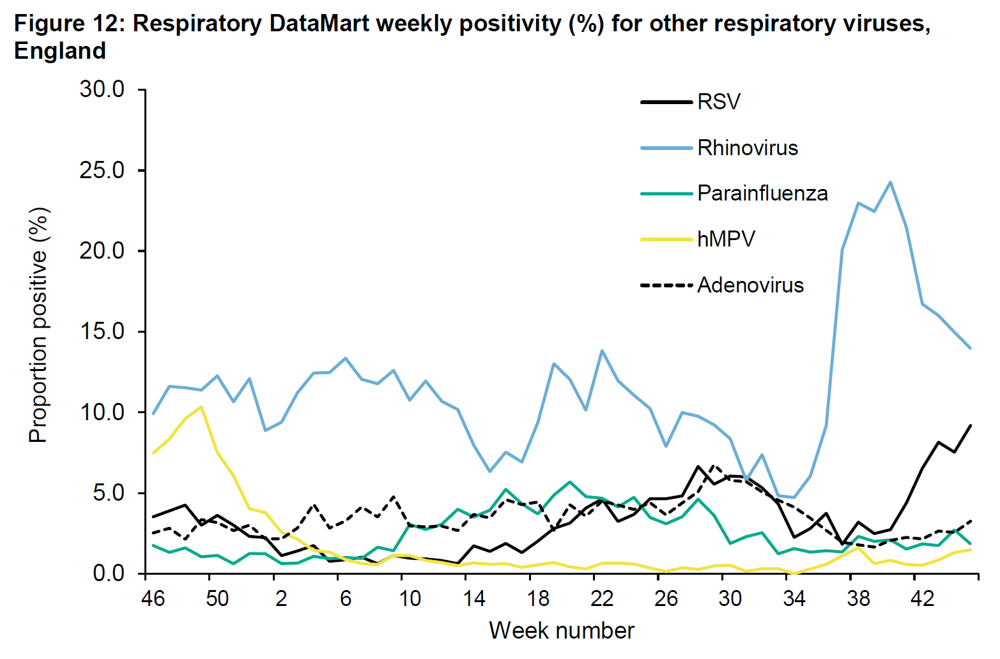 Figure 12: Respiratory DataMart weekly positivity (%) for other respiratory viruses,
England
30.0
25.0
20.0
15.0
10.0
5.0
0.0
Proportion positive (%)
RSV
Rhinovirus
Parainfluenza
hMPV
Adenovirus
46 50 2 6 10 14 18 22 26 30 34 38 42
Week number